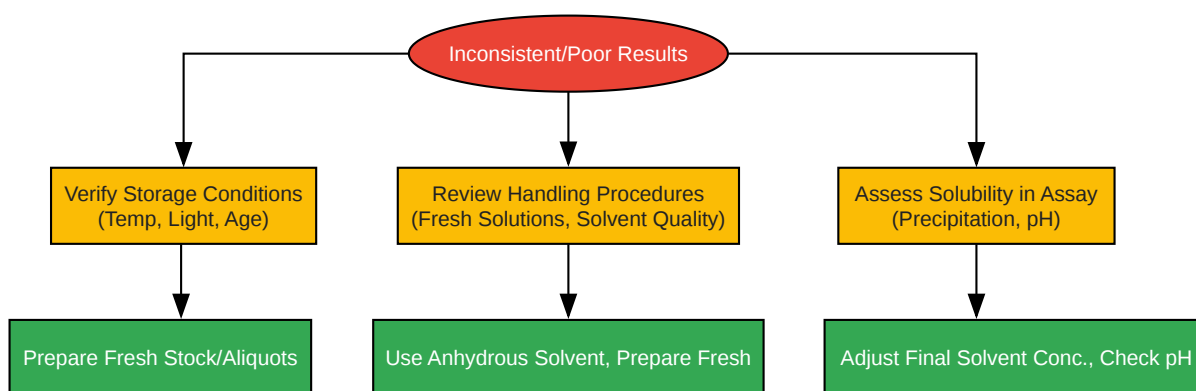 Inconsistent/Poor Results
Verify Storage Conditions
(Temp, Light, Age)
Review Handling Procedures
(Fresh Solutions, Solvent Quality)
Assess Solubility in Assay
(Precipitation, pH)
Prepare Fresh Stock/Aliquots
Use Anhydrous Solvent, Prepare Fresh
Adjust Final Solvent Conc., Check pH